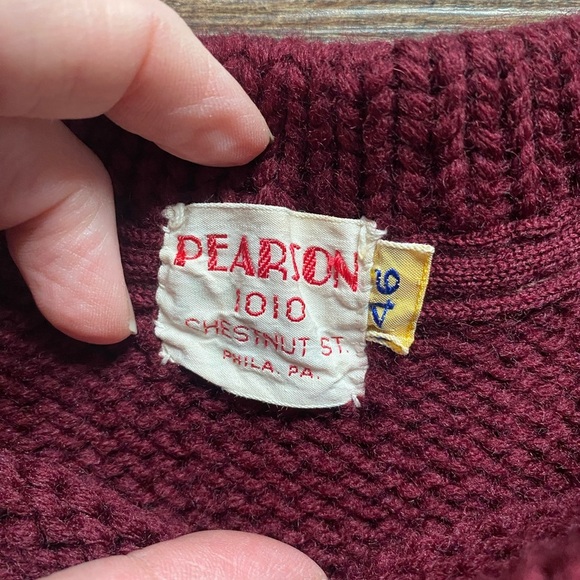 PEARSON
1010
CHESTNUT ST.
PHILA. PA.
46